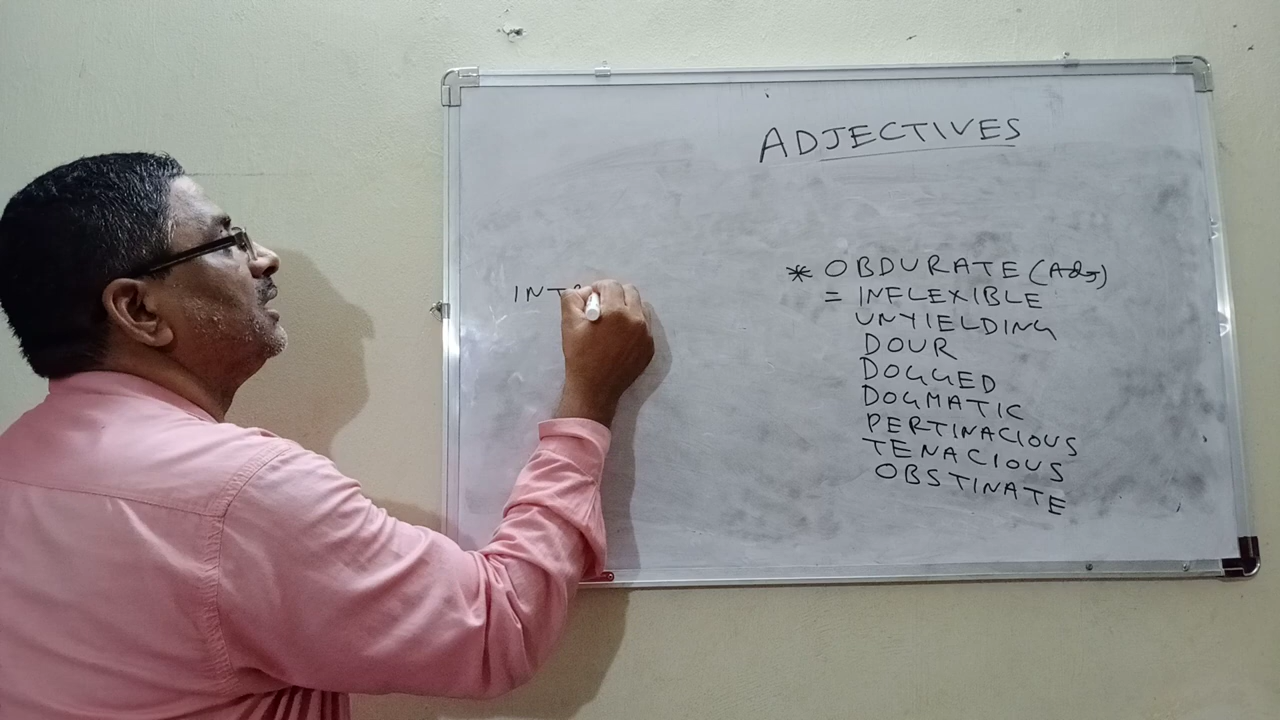 ADJECTIVES
* OBDURATE (Adj)
= INFLEXIBLE
UNYIELDING
DOUR
DOGGED
DOGMATIC
PERTINACIOUS
TENACIOUS
OBSTINATE